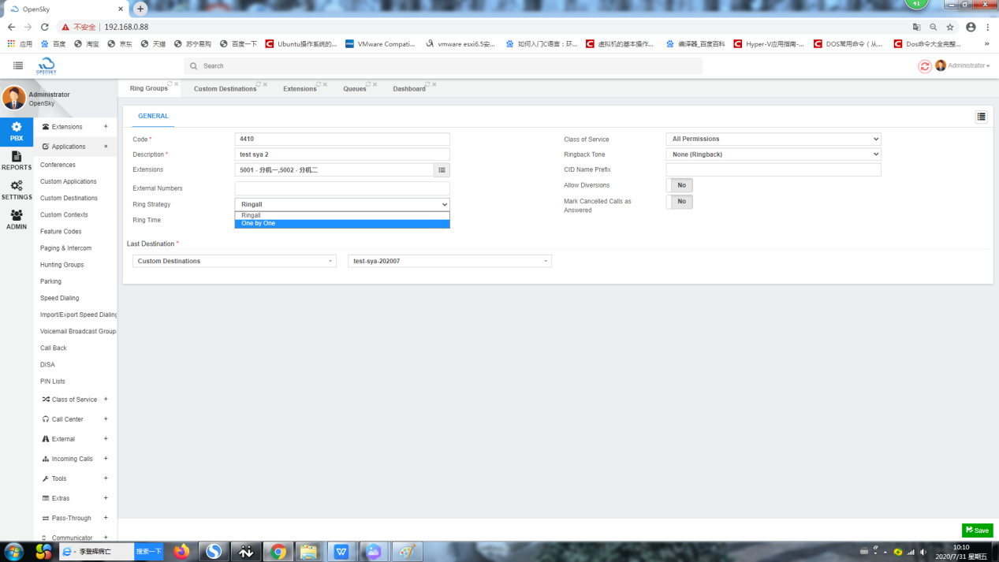 OpenSky
41
不安全 192.168.0.88
应用 百度 淘宝 京东 天猫 苏宁易购 百度一下 Ubuntu操作系统的... VMware Compati... vmware esxi6.5安... 如何入门C语言：环... 虚拟机的基本操作... 编译器_百度百科 Hyper-V应用指南-... DOS常用命令（从... Dos命令大全完整...
OPENSKY
Search
Administrator
Administrator
OpenSky
Ring Groups Custom Destinations Extensions Queues Dashboard
PBX
REPORTS
SETTINGS
ADMIN
Extensions
Applications
Conferences
Custom Applications
Custom Destinations
Custom Contexts
Feature Codes
Paging & Intercom
Hunting Groups
Parking
Speed Dialing
Import/Export Speed Dialing
Voicemail Broadcast Group
Call Back
DISA
PIN Lists
Class of Service
Call Center
External
Incoming Calls
Tools
Extras
Pass-Through
Communicator
GENERAL
Code * 4410
Description * test sya 2
Extensions 5001 - 分机一,5002 - 分机二
External Numbers
Ring Strategy Ringall
Ringall
One by One
Ring Time
Class of Service All Permissions
Ringback Tone None (Ringback)
CID Name Prefix
Allow Diversions No
Mark Cancelled Calls as Answered No
Last Destination *
Custom Destinations test-sya-202007
Save
李登辉病亡 搜索一下
10:10
2020/7/31 星期五